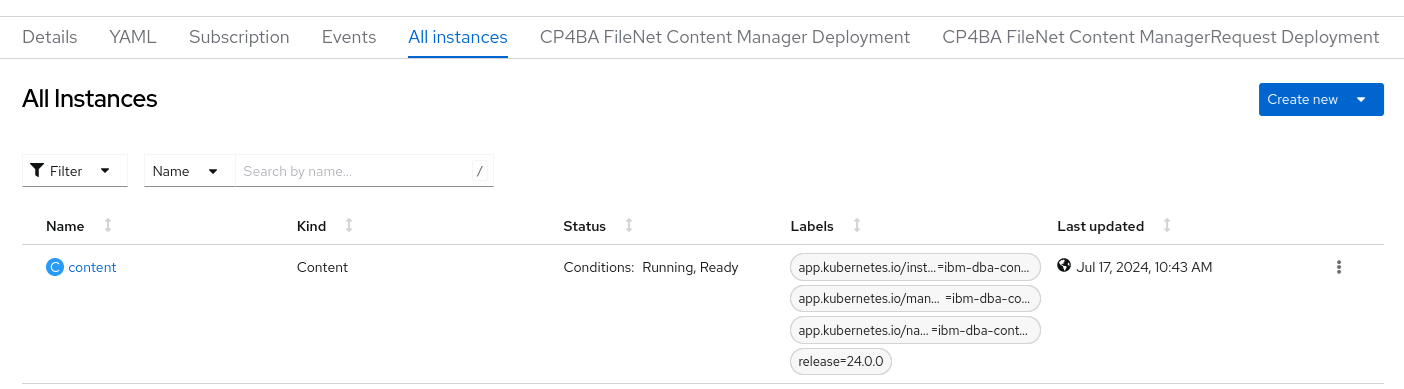 Details YAML Subscription Events All instances CP4BA FileNet Content Manager Deployment CP4BA FileNet Content ManagerRequest Deployment
All Instances
Create new
Filter Name Search by name... /
Name Kind Status Labels Last updated
C content Content Conditions: Running, Ready app.kubernetes.io/inst...=ibm-dba-con... Jul 17, 2024, 10:43 AM
app.kubernetes.io/man... =ibm-dba-co...
app.kubernetes.io/na...=ibm-dba-cont...
release=24.0.0